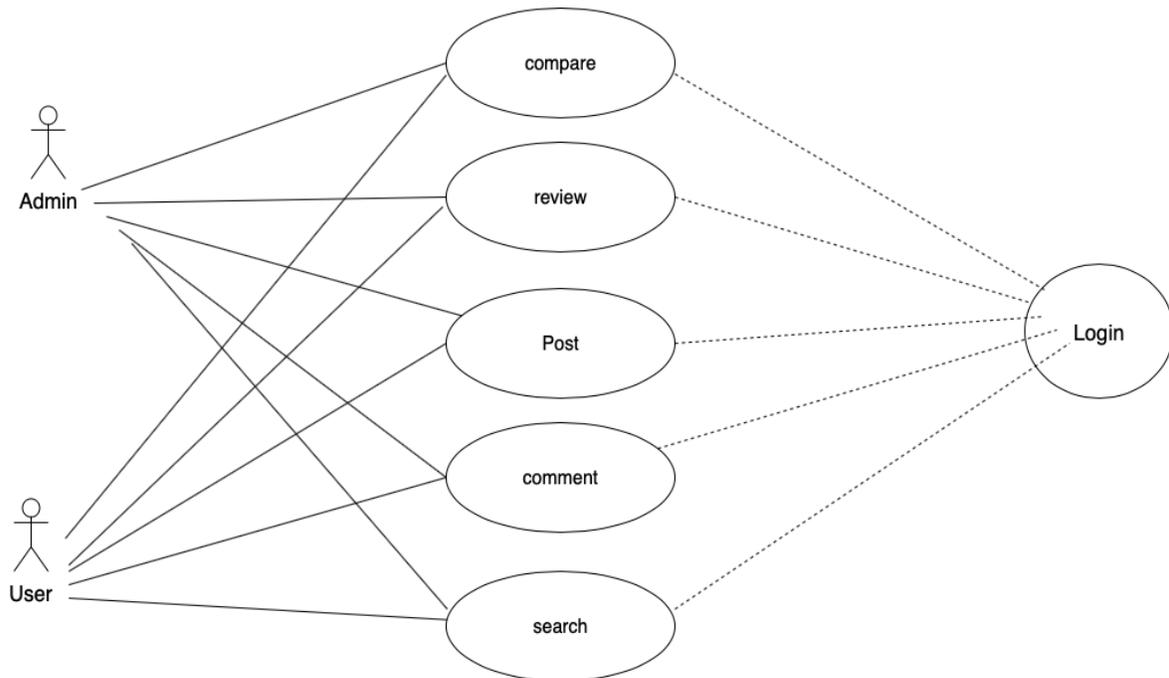 compare
Admin
review
Post
Login
comment
User
search